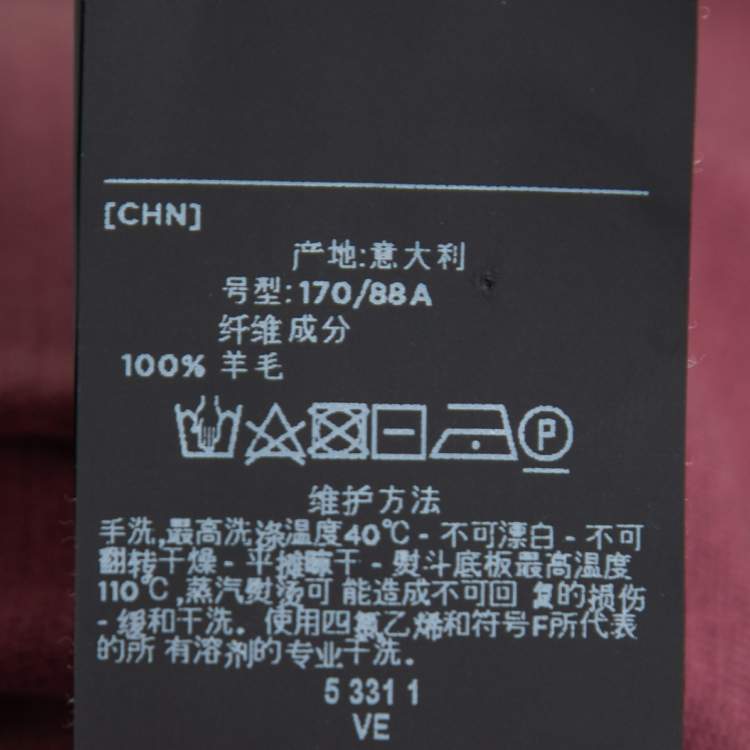 [CHN]
产地:意大利
号型: 170/88A
纤维成分
100% 羊毛
P
维护方法
手洗,最高洗涤温度40℃ - 不可漂白 - 不可
翻转干燥 - 平摊晾干 - 熨斗底板最高温度
110℃,蒸汽熨烫可 能造成不可回 复的损伤
- 缓和干洗. 使用四氯乙烯和符号F所代表
的所 有溶剂的专业干洗.
5 331 1
VE